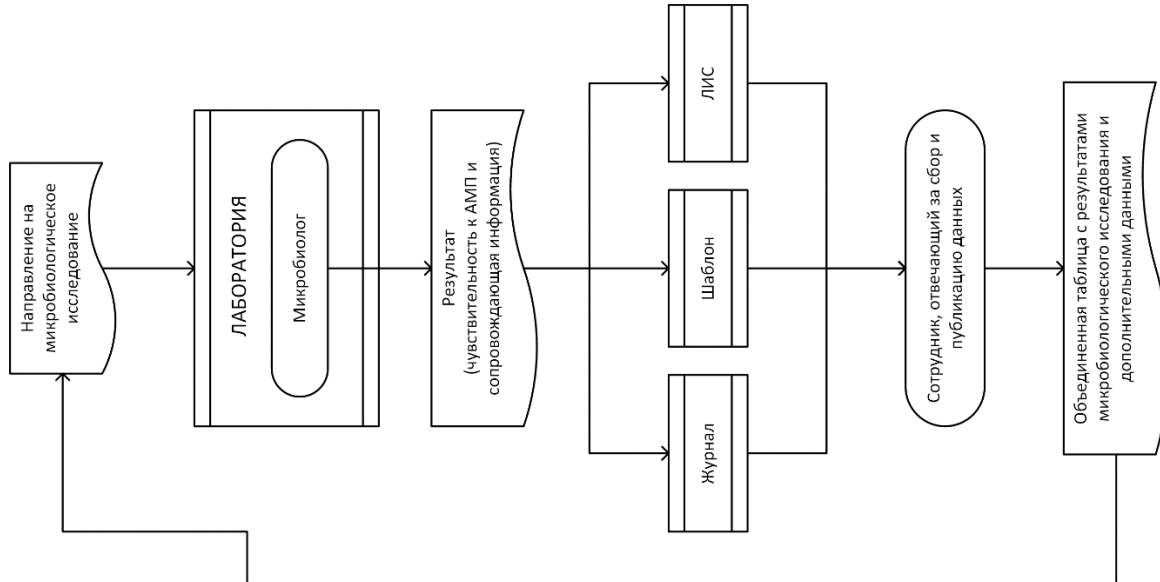 Направление на
микробиологическое
исследование
ЛАБОРАТОРИЯ
Микробиолог
Результат
(чувствительность к АМП и
сопровождающая информация)
ЛИС
Шаблон
Журнал
Сотрудник, отвечающий за сбор и
публикацию данных
Объединенная таблица с результатами
микробиологического исследования и
дополнительными данными